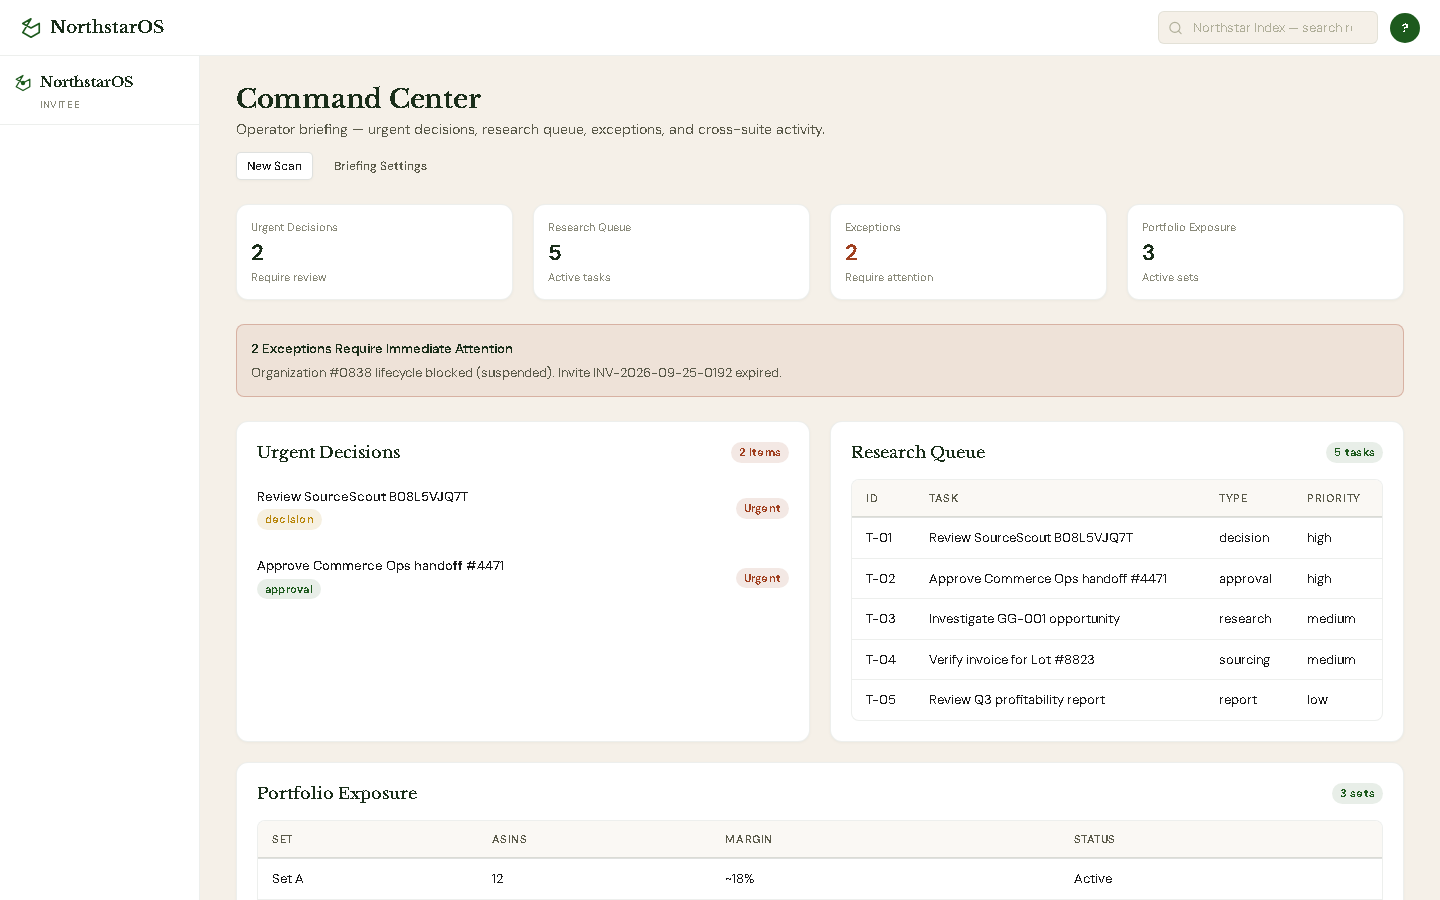 NorthstarOS
Northstar Index — search r
?
NorthstarOS
INVITEE
Command Center
Operator briefing — urgent decisions, research queue, exceptions, and cross-suite activity.
New Scan
Briefing Settings
Urgent Decisions
2
Require review
Research Queue
5
Active tasks
Exceptions
2
Require attention
Portfolio Exposure
3
Active sets
2 Exceptions Require Immediate Attention
Organization #0838 lifecycle blocked (suspended). Invite INV-2026-09-25-0192 expired.
Urgent Decisions
2 items
Review SourceScout B08L5VJQ7T
decision
Urgent
Approve Commerce Ops handoff #4471
approval
Urgent
Research Queue
5 tasks
ID TASK TYPE PRIORITY
T-01 Review SourceScout B08L5VJQ7T decision high
T-02 Approve Commerce Ops handoff #4471 approval high
T-03 Investigate GG-001 opportunity research medium
T-04 Verify invoice for Lot #8823 sourcing medium
T-05 Review Q3 profitability report report low
Portfolio Exposure
3 sets
SET ASINS MARGIN STATUS
Set A 12 ~18% Active